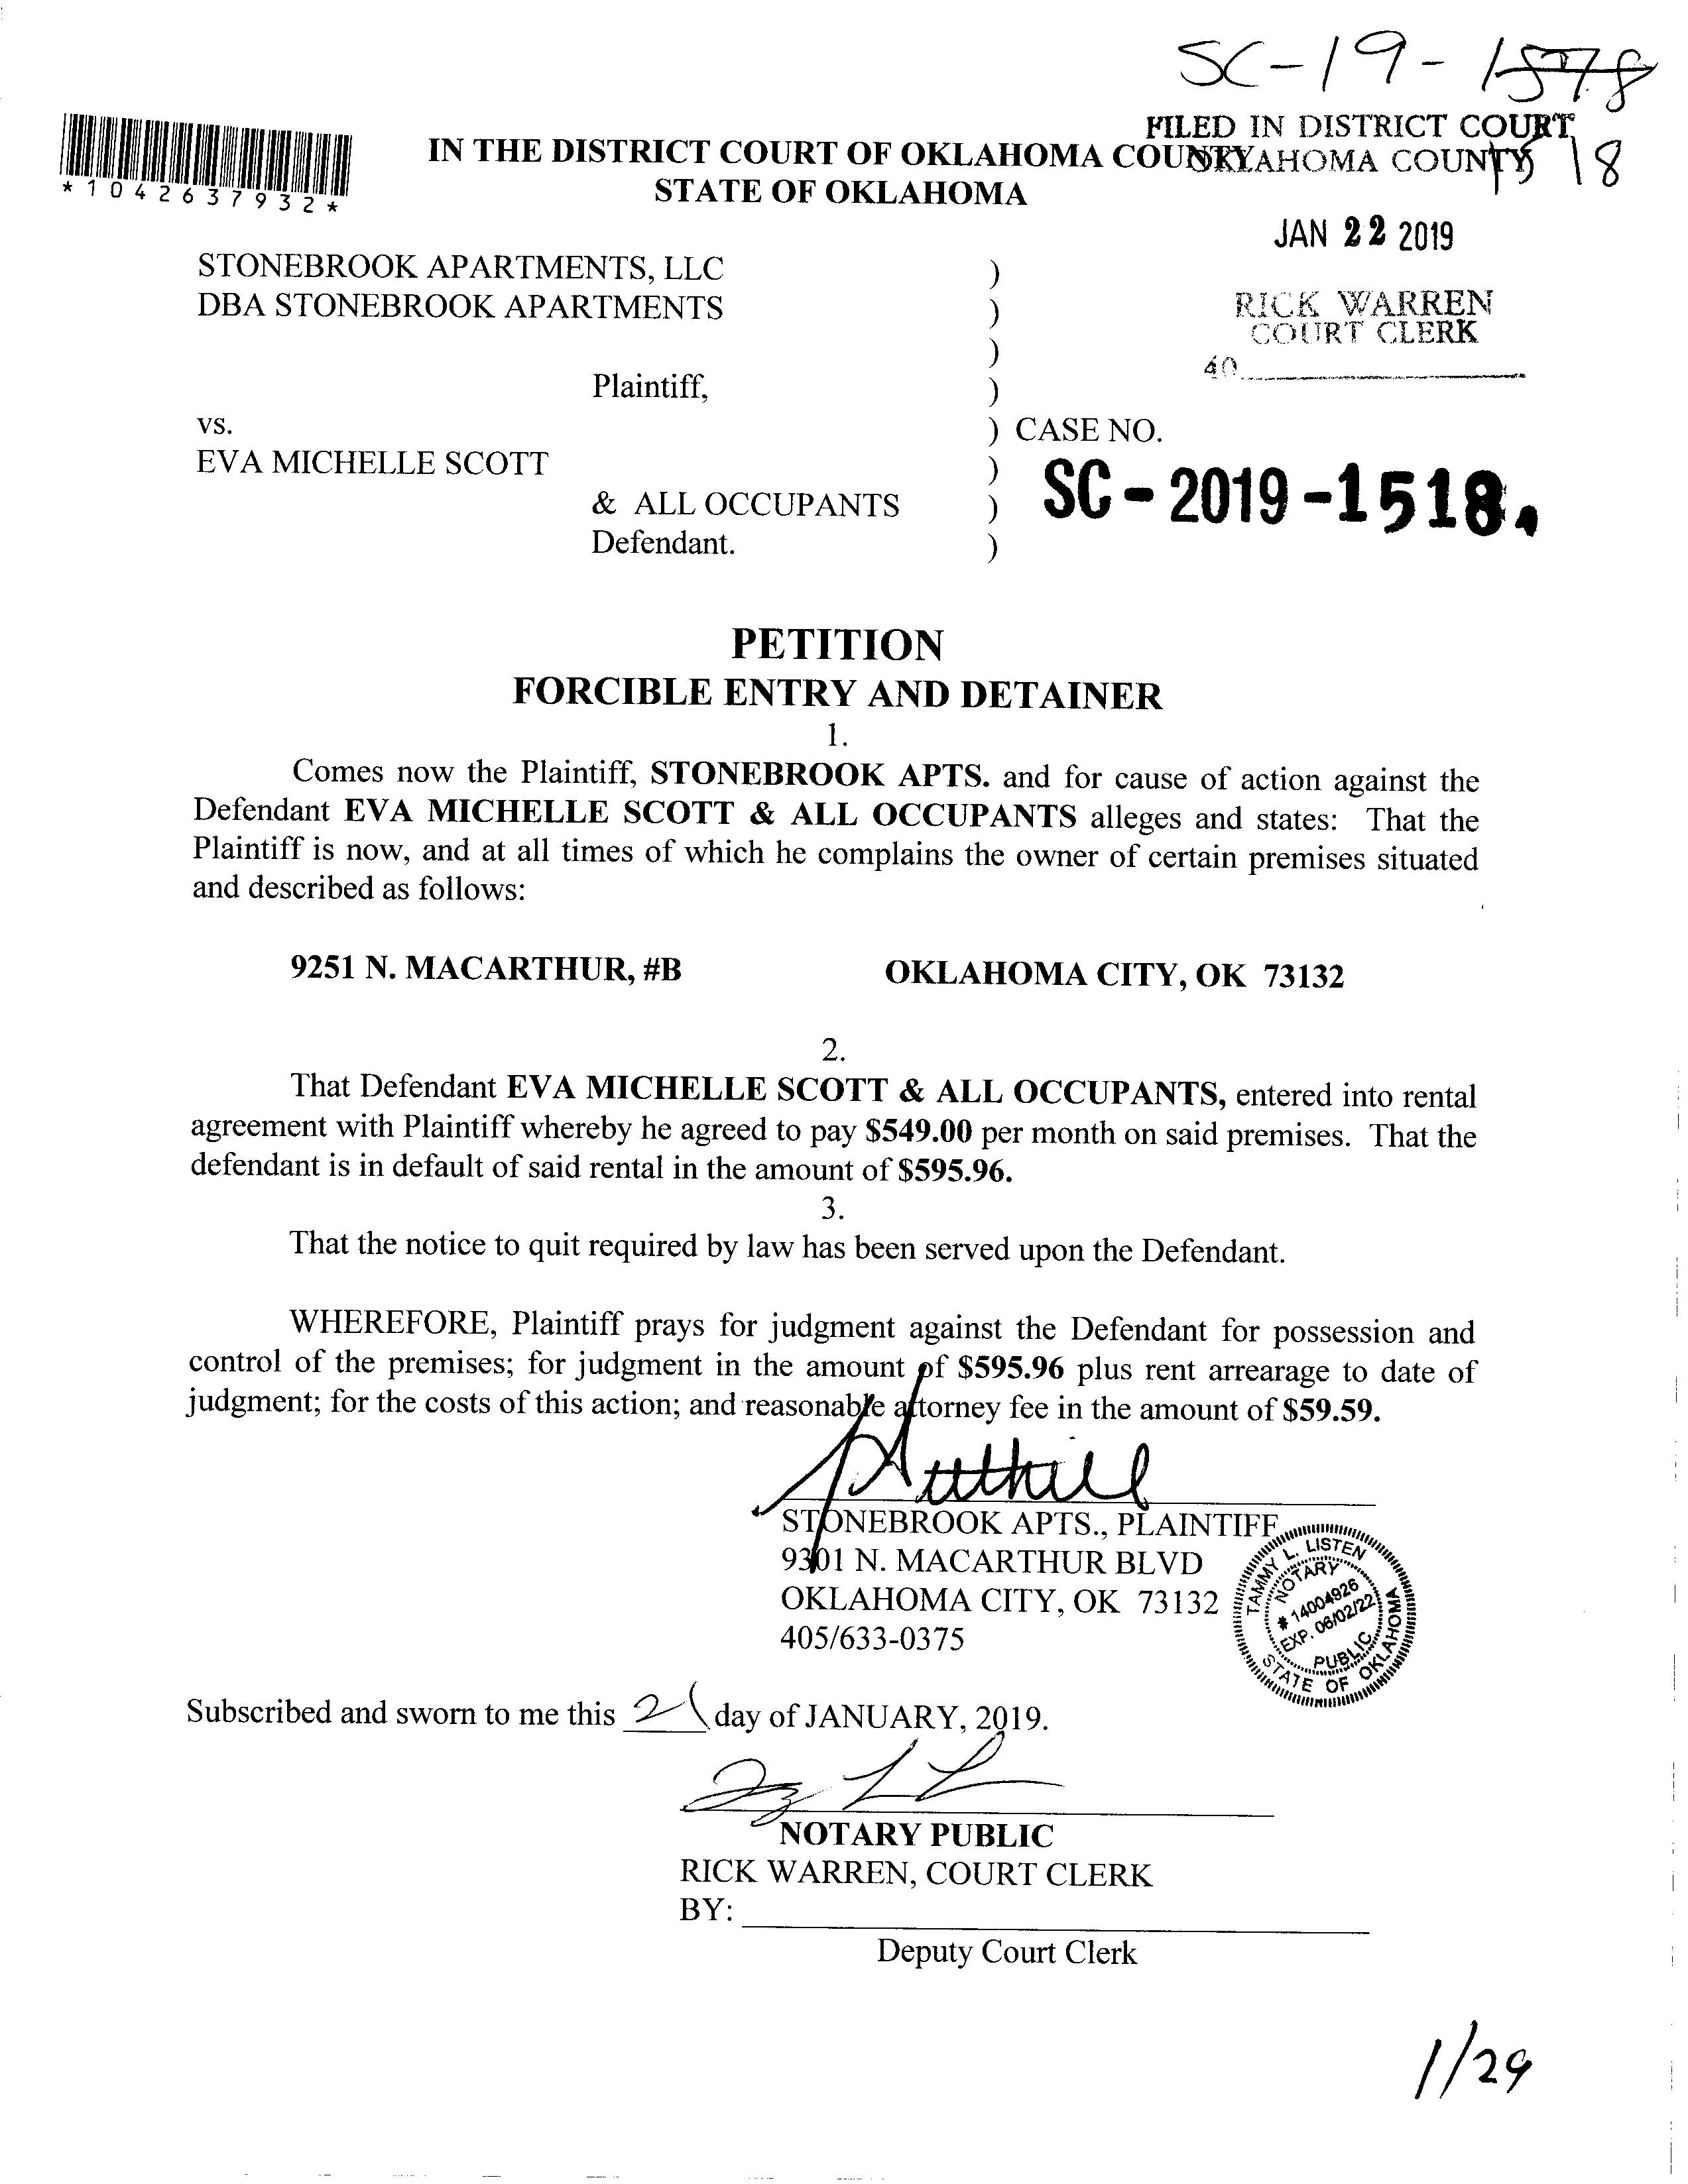 SC-19-1578
FILED IN DISTRICT COURT
OKLAHOMA COUNTY
1518
*1042637932*
IN THE DISTRICT COURT OF OKLAHOMA COUNTY
STATE OF OKLAHOMA
JAN 22 2019
RICK WARREN
COURT CLERK
40
STONEBROOK APARTMENTS, LLC )
DBA STONEBROOK APARTMENTS )
)
Plaintiff, )
vs. ) CASE NO.
EVA MICHELLE SCOTT )
& ALL OCCUPANTS ) SC-2019-1518
Defendant. )
PETITION
FORCIBLE ENTRY AND DETAINER
1.
Comes now the Plaintiff, STONEBROOK APTS. and for cause of action against the
Defendant EVA MICHELLE SCOTT & ALL OCCUPANTS alleges and states: That the
Plaintiff is now, and at all times of which he complains the owner of certain premises situated
and described as follows:
9251 N. MACARTHUR, #B OKLAHOMA CITY, OK 73132
2.
That Defendant EVA MICHELLE SCOTT & ALL OCCUPANTS, entered into rental
agreement with Plaintiff whereby he agreed to pay $549.00 per month on said premises. That the
defendant is in default of said rental in the amount of $595.96.
3.
That the notice to quit required by law has been served upon the Defendant.
WHEREFORE, Plaintiff prays for judgment against the Defendant for possession and
control of the premises; for judgment in the amount of $595.96 plus rent arrearage to date of
judgment; for the costs of this action; and reasonable attorney fee in the amount of $59.59.
STONEBROOK APTS., PLAINTIFF
9301 N. MACARTHUR BLVD
OKLAHOMA CITY, OK 73132
405/633-0375
TAMMY L. LISTEN
NOTARY
# 14004926
EXP. 06/02/22
PUBLIC
STATE OF OKLAHOMA
Subscribed and sworn to me this 21 day of JANUARY, 2019.
NOTARY PUBLIC
RICK WARREN, COURT CLERK
BY:
Deputy Court Clerk
1/29